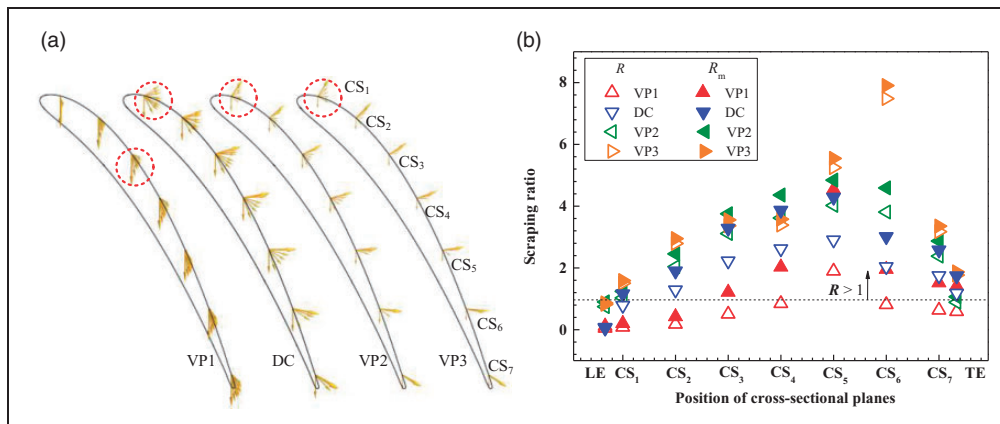 (a)
CS1
CS2
CS3
CS4
CS5
CS6
CS7
VP1
DC
VP2
VP3
(b)
R
Rm
VP1
VP1
DC
DC
VP2
VP2
VP3
VP3
R > 1
8
6
4
2
0
Scraping ratio
LE CS1 CS2 CS3 CS4 CS5 CS6 CS7 TE
Position of cross-sectional planes